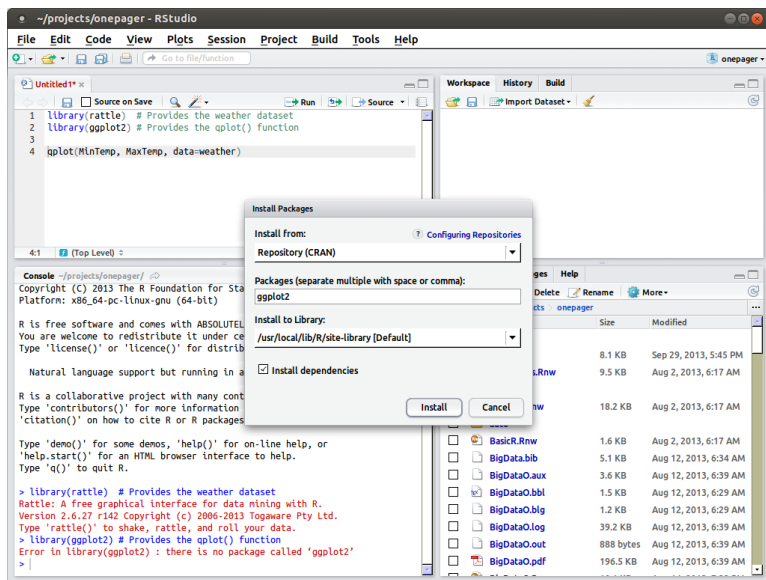 ~/projects/onepager - RStudio
File Edit Code View Plots Session Project Build Tools Help
Go to file/function
onepager
Untitled1*
Source on Save
Run
Source
1 library(rattle) # Provides the weather dataset
2 library(ggplot2) # Provides the qplot() function
3
4 qplot(MinTemp, MaxTemp, data=weather)
4:1 (Top Level)
Workspace History Build
Import Dataset
Install Packages
Install from:
? Configuring Repositories
Repository (CRAN)
Packages (separate multiple with space or comma):
ggplot2
Install to Library:
/usr/local/lib/R/site-library [Default]
Install dependencies
Install Cancel
Console ~/projects/onepager/
Copyright (C) 2013 The R Foundation for Sta
Platform: x86_64-pc-linux-gnu (64-bit)
R is free software and comes with ABSOLUTEL
You are welcome to redistribute it under ce
Type 'license()' or 'licence()' for distrib
Natural language support but running in a
R is a collaborative project with many cont
Type 'contributors()' for more information
'citation()' on how to cite R or R packages
Type 'demo()' for some demos, 'help()' for on-line help, or
'help.start()' for an HTML browser interface to help.
Type 'q()' to quit R.
> library(rattle) # Provides the weather dataset
Rattle: A free graphical interface for data mining with R.
Version 2.6.27 r142 Copyright (c) 2006-2013 Togaware Pty Ltd.
Type 'rattle()' to shake, rattle, and roll your data.
> library(ggplot2) # Provides the qplot() function
Error in library(ggplot2) : there is no package called ‘ggplot2’
>
ges Help
Delete Rename More
cts onepager
Size Modified
8.1 KB Sep 29, 2013, 5:45 PM
s.Rnw 9.5 KB Aug 2, 2013, 6:17 AM
nw 18.2 KB Aug 2, 2013, 6:17 AM
BasicR.Rnw 1.6 KB Aug 2, 2013, 6:17 AM
BigData.bib 5.1 KB Aug 12, 2013, 6:34 AM
BigDataO.aux 3.6 KB Aug 12, 2013, 6:39 AM
BigDataO.bbl 1.5 KB Aug 12, 2013, 6:29 AM
BigDataO.blg 1.2 KB Aug 12, 2013, 6:29 AM
BigDataO.log 39.2 KB Aug 12, 2013, 6:39 AM
BigDataO.out 888 bytes Aug 12, 2013, 6:39 AM
BigDataO.pdf 196.5 KB Aug 12, 2013, 6:39 AM